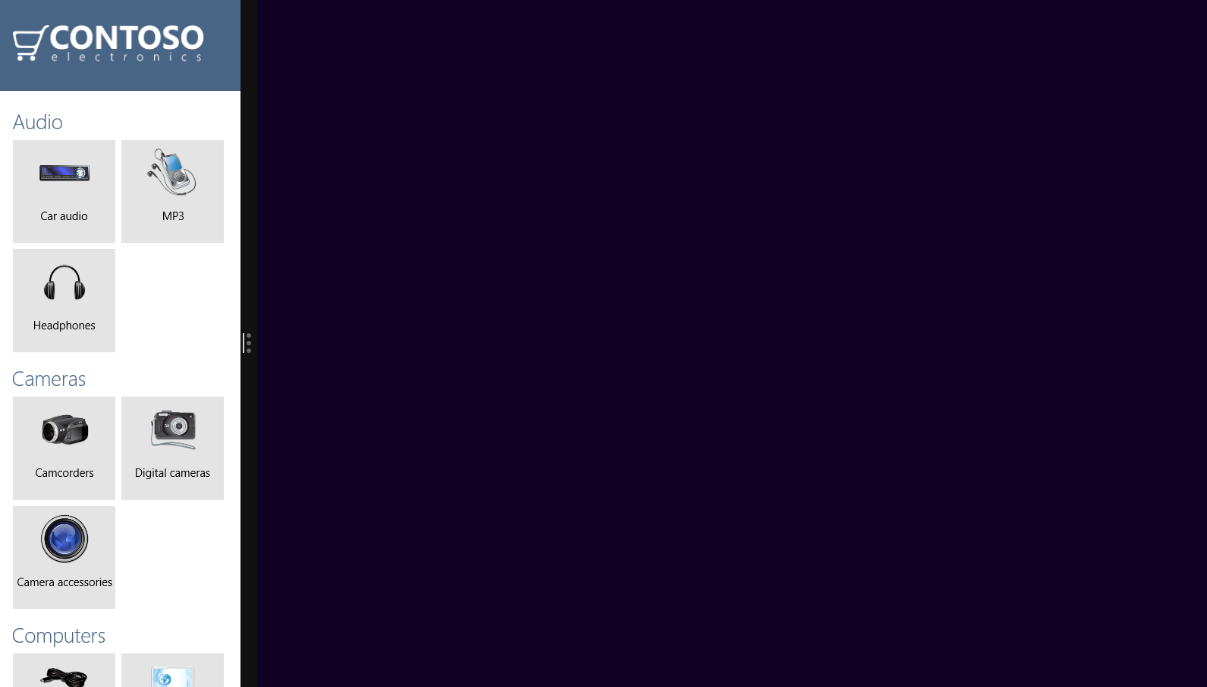 CONTOSO
electronics
Audio
Car audio
MP3
Headphones
Cameras
Camcorders
Digital cameras
Camera accessories
Computers